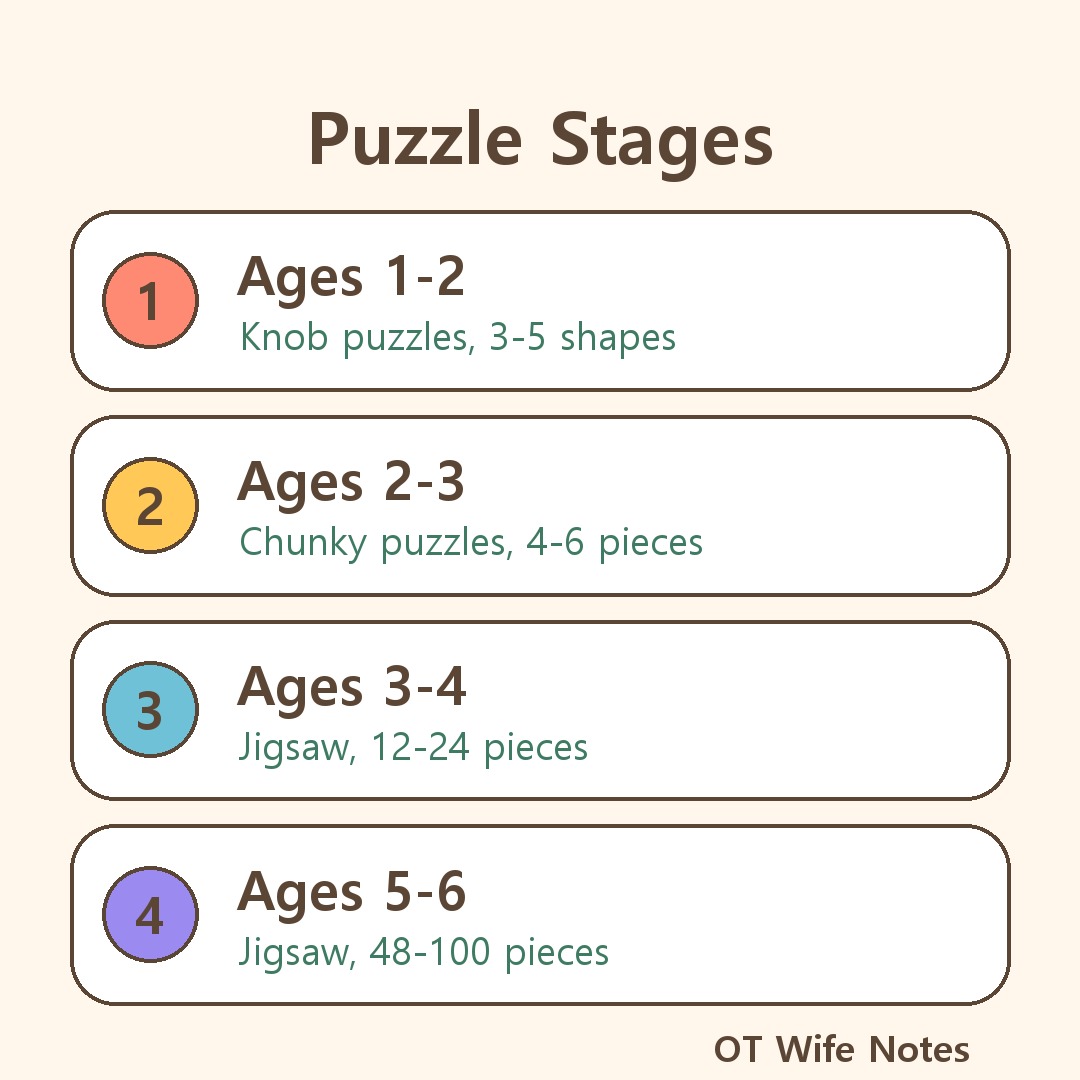 Puzzle Stages
1
Ages 1-2
Knob puzzles, 3-5 shapes
2
Ages 2-3
Chunky puzzles, 4-6 pieces
3
Ages 3-4
Jigsaw, 12-24 pieces
4
Ages 5-6
Jigsaw, 48-100 pieces
OT Wife Notes